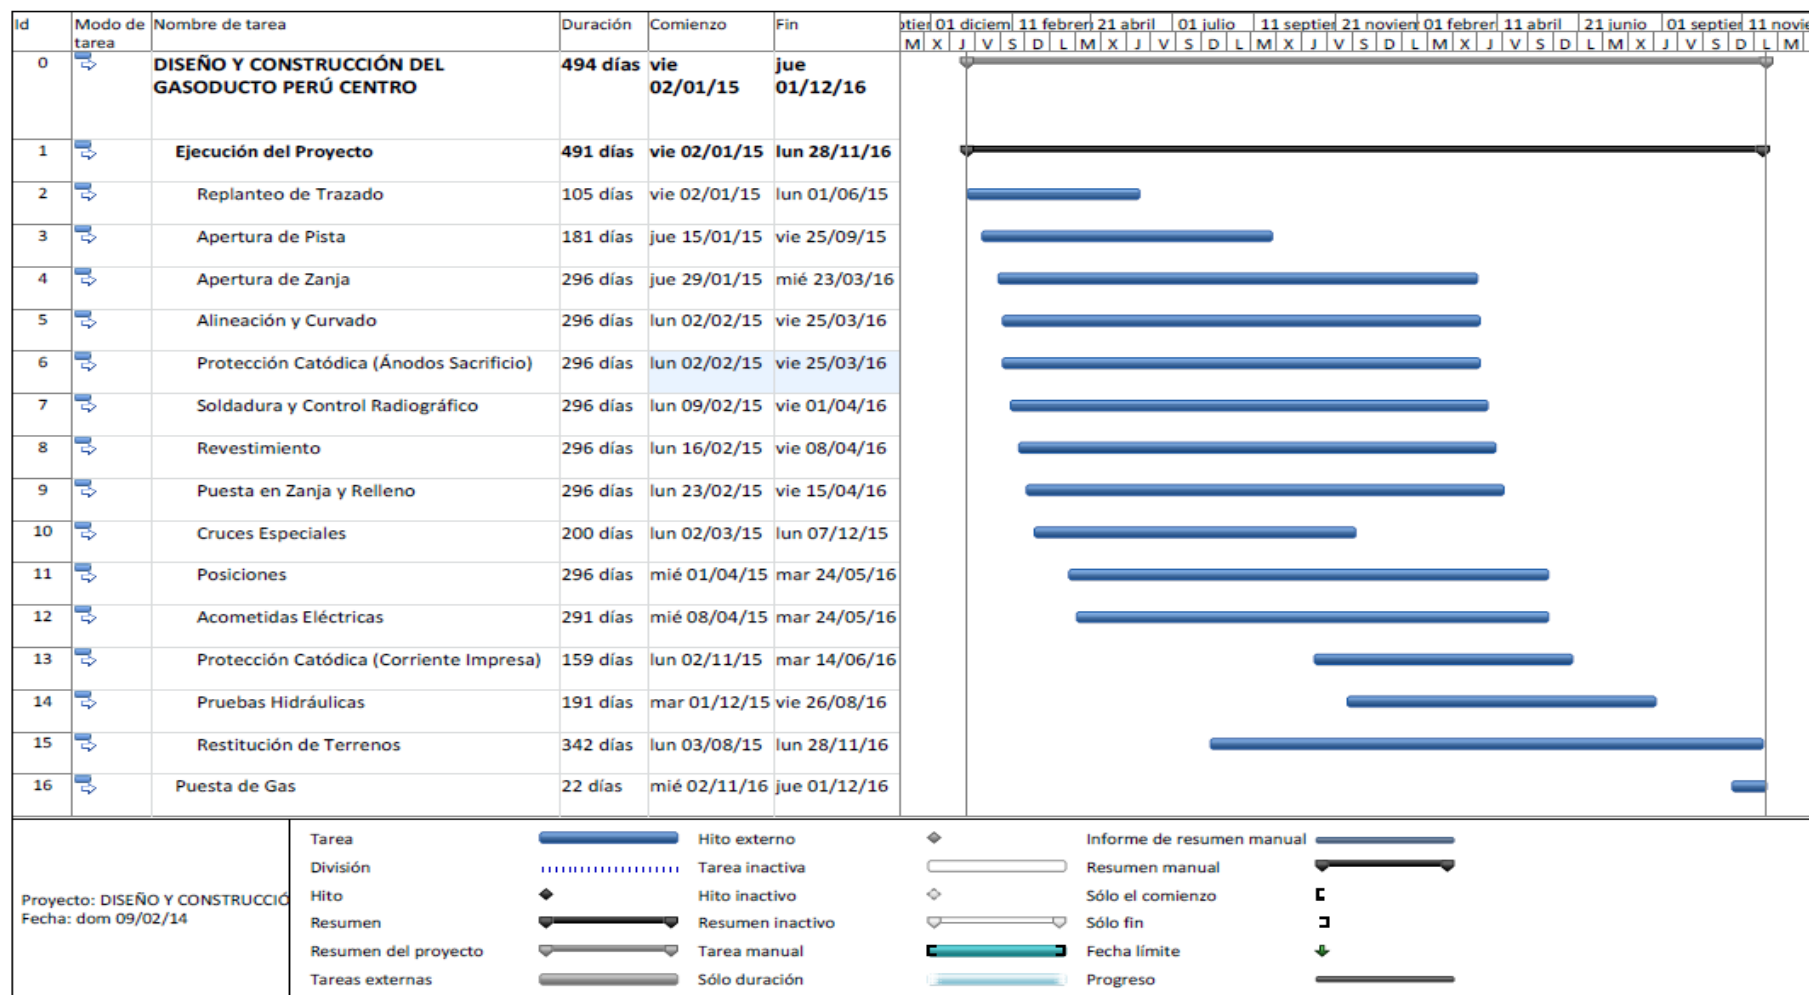 Id Modo de tarea Nombre de tarea Duración Comienzo Fin
01 diciem 11 febrer 21 abril 01 julio 11 septie 21 noviem 01 febrer 11 abril 21 junio 01 septie 11 novie
M X J V S D L M X J V S D L M X J V S D L M X J V S D L M X J V S D L M
0 DISEÑO Y CONSTRUCCIÓN DEL GASODUCTO PERÚ CENTRO 494 días vie 02/01/15 jue 01/12/16
1 Ejecución del Proyecto 491 días vie 02/01/15 lun 28/11/16
2 Replanteo de Trazado 105 días vie 02/01/15 lun 01/06/15
3 Apertura de Pista 181 días jue 15/01/15 vie 25/09/15
4 Apertura de Zanja 296 días jue 29/01/15 mié 23/03/16
5 Alineación y Curvado 296 días lun 02/02/15 vie 25/03/16
6 Protección Catódica (Ánodos Sacrificio) 296 días lun 02/02/15 vie 25/03/16
7 Soldadura y Control Radiográfico 296 días lun 09/02/15 vie 01/04/16
8 Revestimiento 296 días lun 16/02/15 vie 08/04/16
9 Puesta en Zanja y Relleno 296 días lun 23/02/15 vie 15/04/16
10 Cruces Especiales 200 días lun 02/03/15 lun 07/12/15
11 Posiciones 296 días mié 01/04/15 mar 24/05/16
12 Acometidas Eléctricas 291 días mié 08/04/15 mar 24/05/16
13 Protección Catódica (Corriente Impresa) 159 días lun 02/11/15 mar 14/06/16
14 Pruebas Hidráulicas 191 días mar 01/12/15 vie 26/08/16
15 Restitución de Terrenos 342 días lun 03/08/15 lun 28/11/16
16 Puesta de Gas 22 días mié 02/11/16 jue 01/12/16
Proyecto: DISEÑO Y CONSTRUCCIÓ
Fecha: dom 09/02/14
Tarea Hito externo Informe de resumen manual
División Tarea inactiva Resumen manual
Hito Hito inactivo Sólo el comienzo
Resumen Resumen inactivo Sólo fin
Resumen del proyecto Tarea manual Fecha límite
Tareas externas Sólo duración Progreso